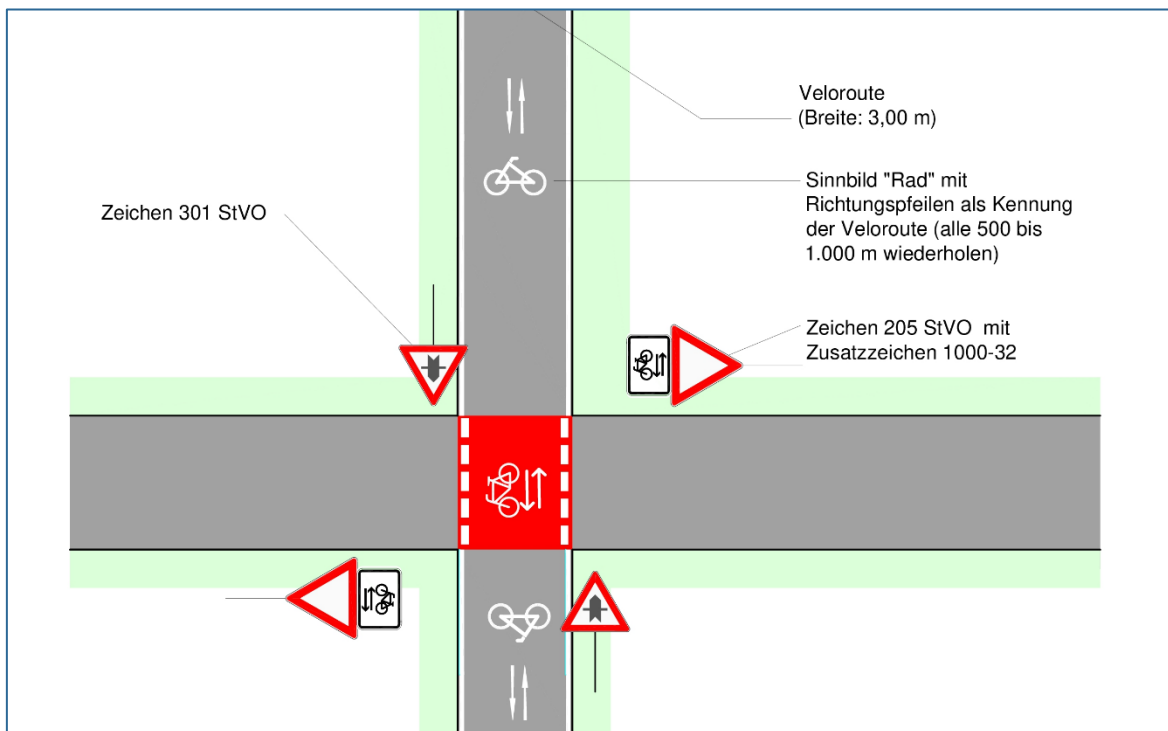 Veloroute
(Breite: 3,00 m)
Sinnbild "Rad" mit
Richtungspfeilen als Kennung
der Veloroute (alle 500 bis
1.000 m wiederholen)
Zeichen 301 StVO
Zeichen 205 StVO mit
Zusatzzeichen 1000-32